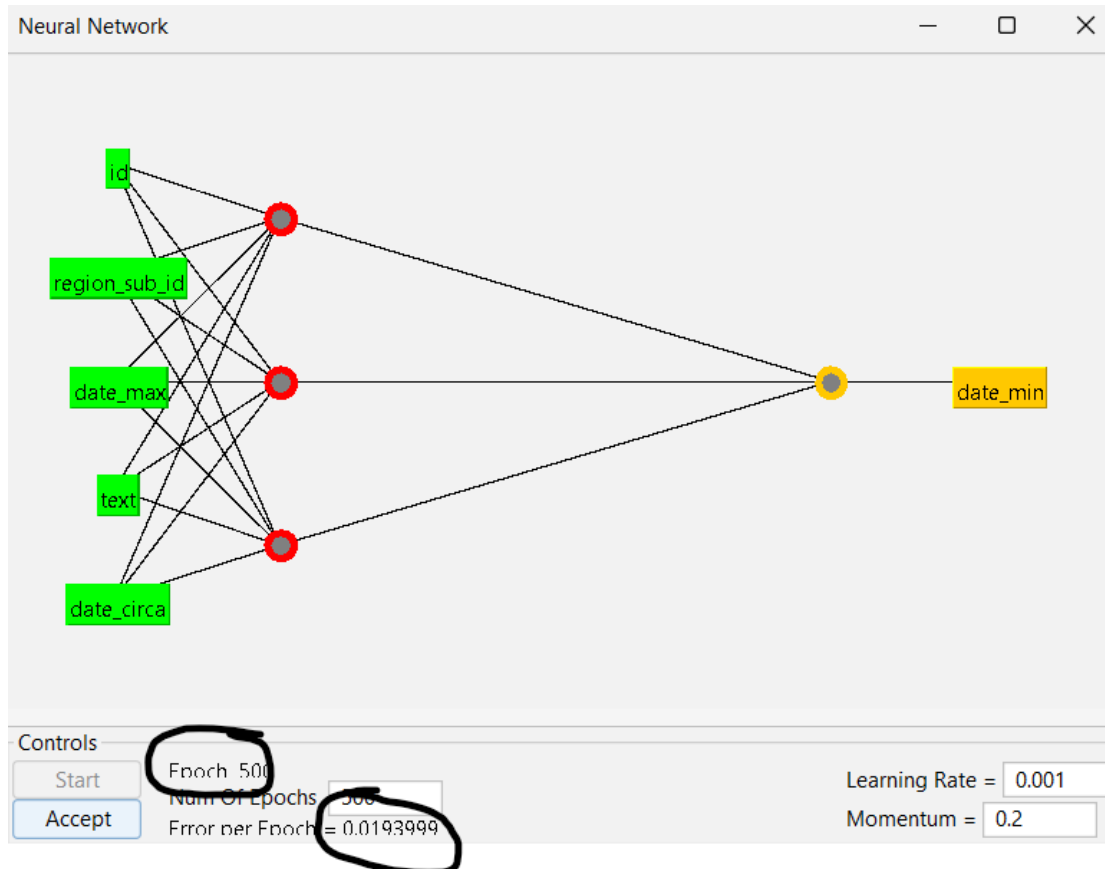 Neural Network
id
region_sub_id
date_max
date_min
text
date_circa
Controls
Start
Accept
Epoch 500
Num Of Epochs 500
Error per Epoch = 0.0193999
Learning Rate = 0.001
Momentum = 0.2